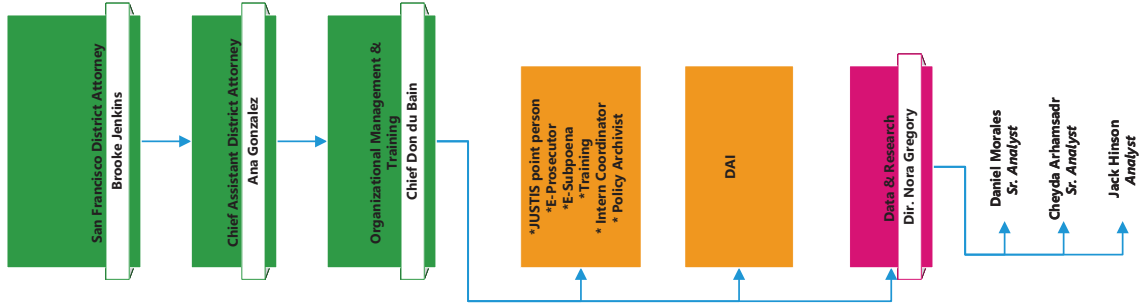 San Francisco District Attorney
Brooke Jenkins
Chief Assistant District Attorney
Ana Gonzalez
Organizational Management &
Training
Chief Don du Bain
*JUSTIS point person
*E-Prosecutor
*E-Subpoena
*Training
* Intern Coordinator
* Policy Archivist
DAI
Data & Research
Dir. Nora Gregory
Daniel Morales
Sr. Analyst
Cheyda Arhamsadr
Sr. Analyst
Jack Hinson
Analyst